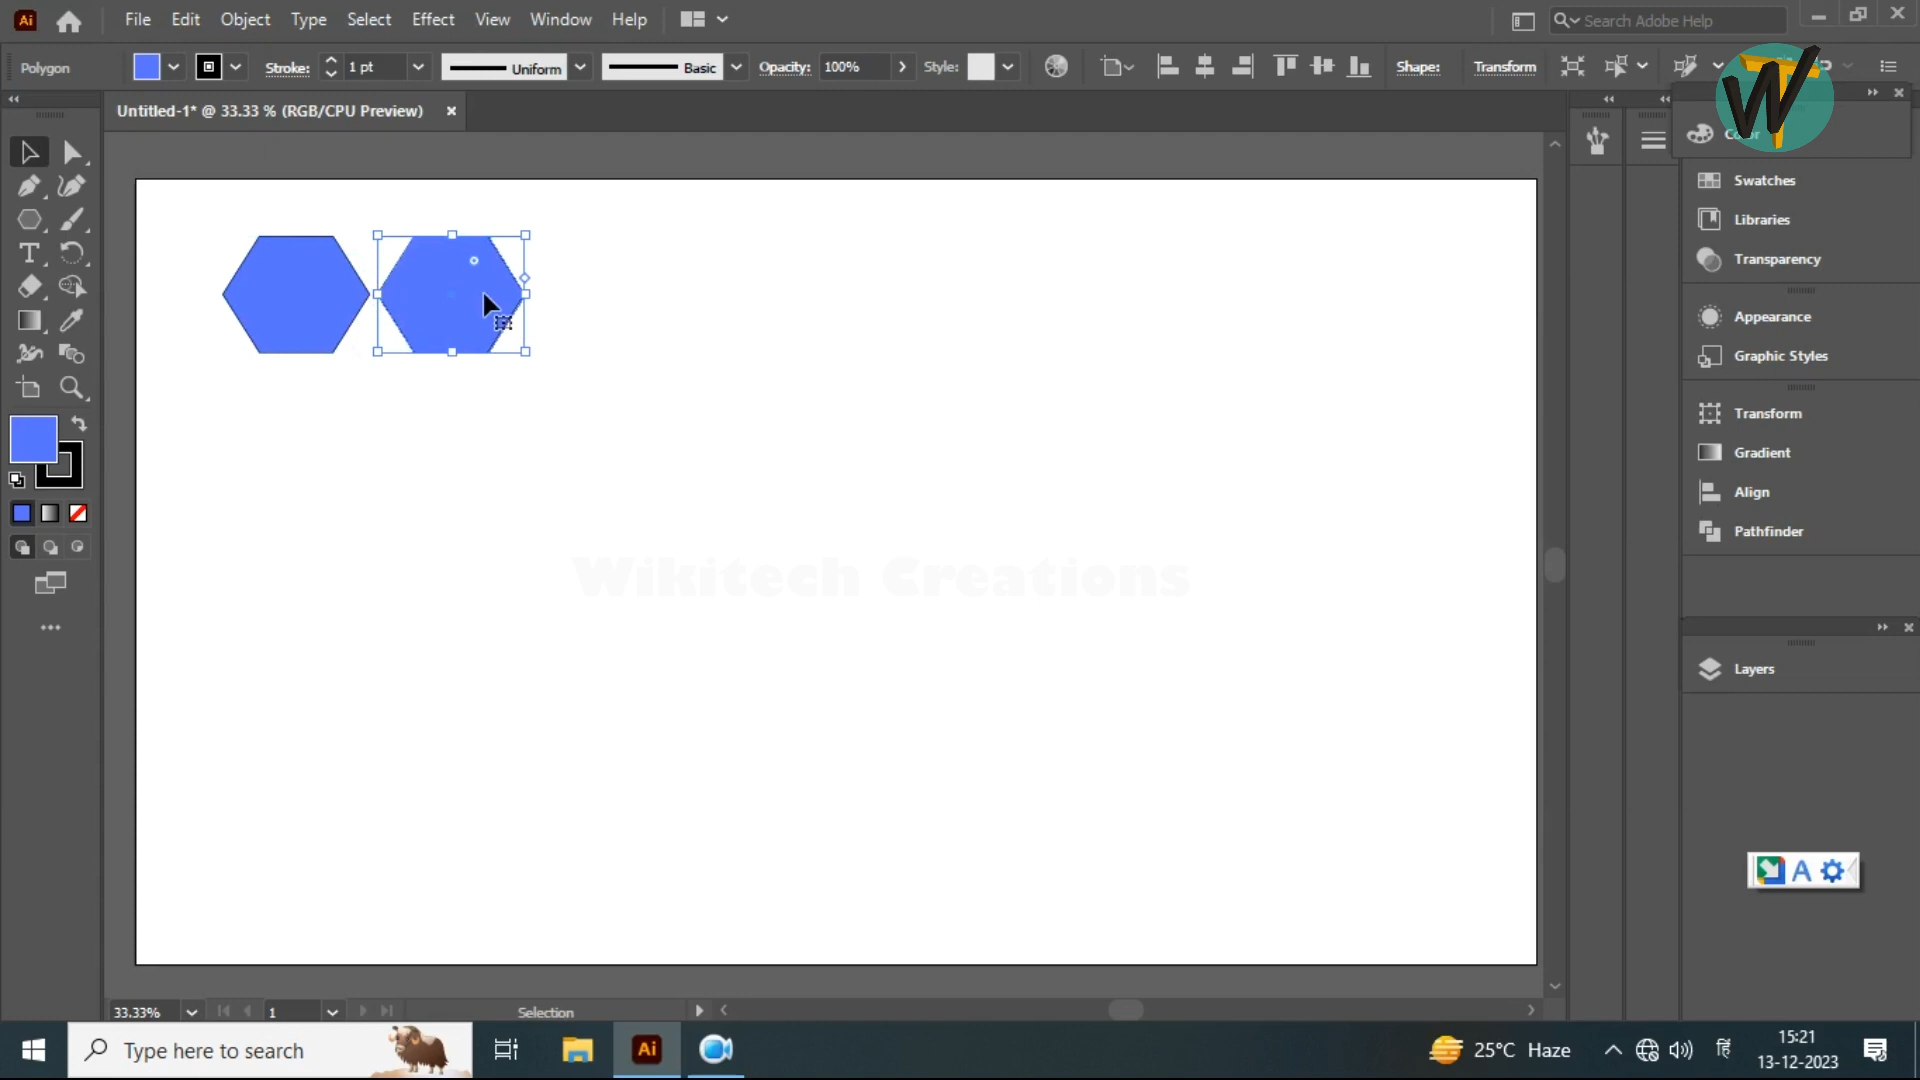 Ai File Edit Object Type Select Effect View Window Help Search Adobe Help
Polygon Stroke: 1 pt Uniform Basic Opacity: 100% Style: Shape: Transform
Untitled-1* @ 33.33 % (RGB/CPU Preview)
WT
Swatches
Libraries
Transparency
Appearance
Graphic Styles
Transform
Gradient
Align
Pathfinder
Wikitech Creations
Layers
A
33.33% 1 Selection
Type here to search Ai 25°C Haze हिं 15:21
13-12-2023